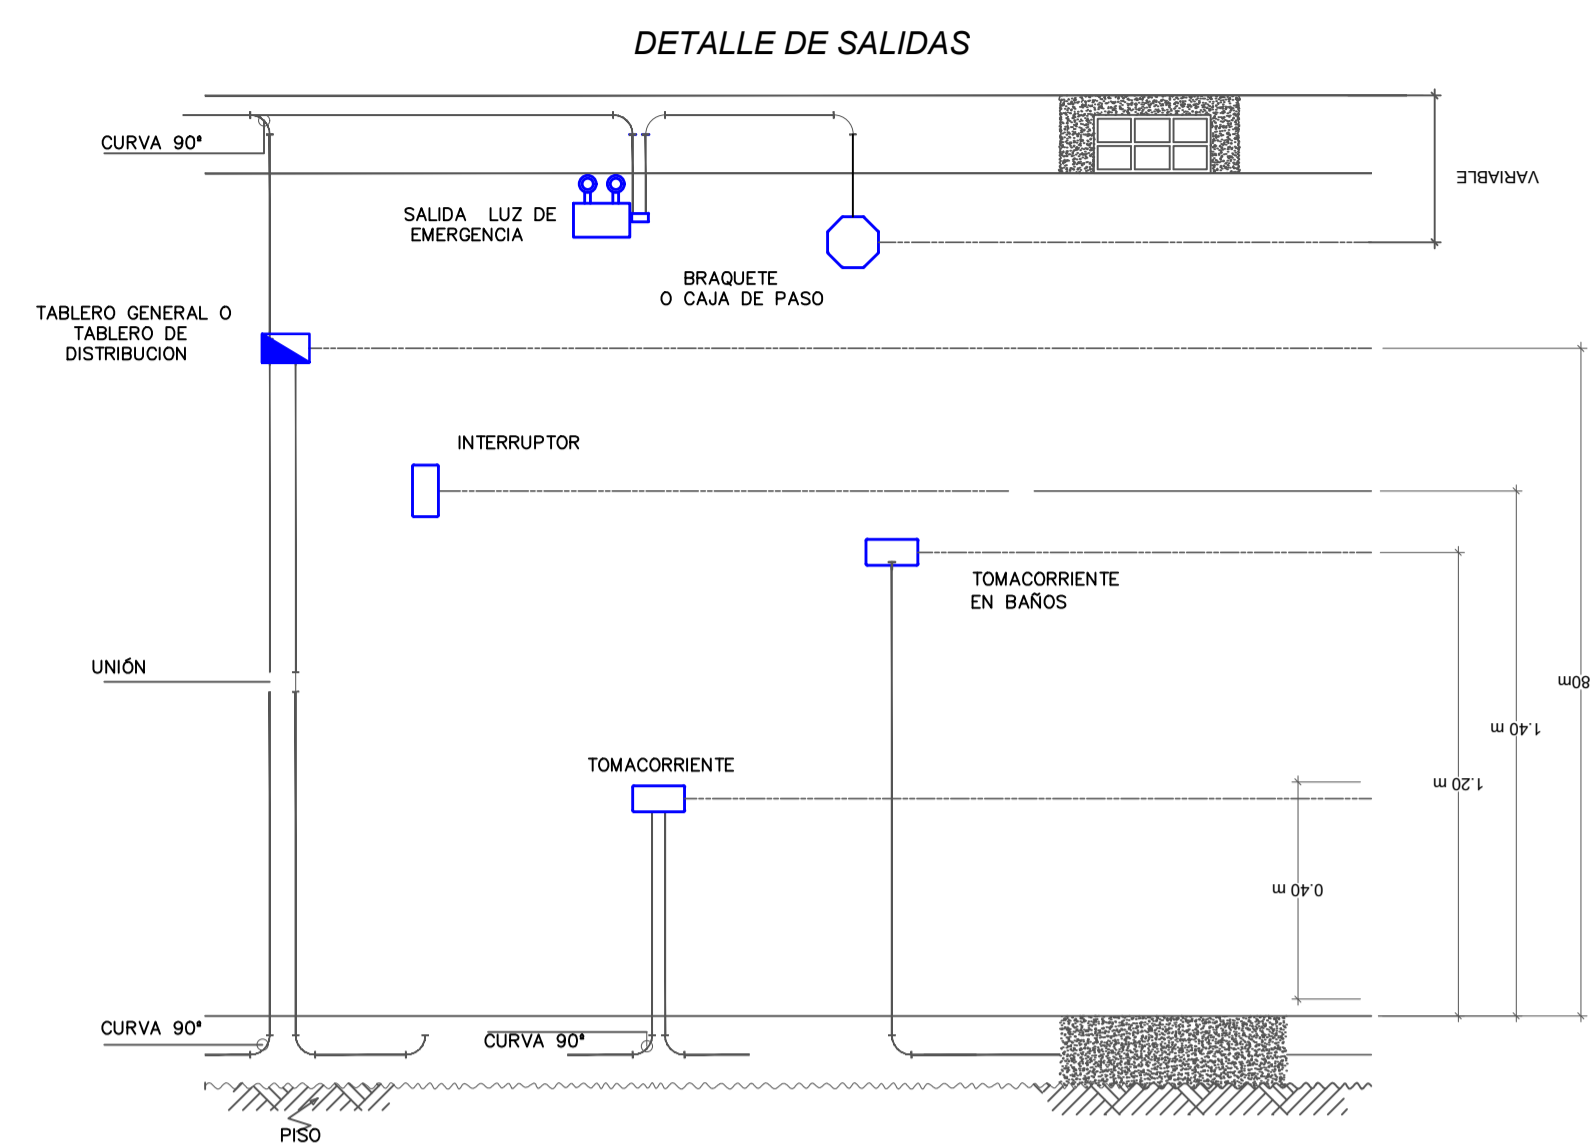 DETALLE DE SALIDAS
CURVA 90°
VARIABLE
SALIDA LUZ DE
EMERGENCIA
BRAQUETE
O CAJA DE PASO
TABLERO GENERAL O
TABLERO DE
DISTRIBUCION
INTERRUPTOR
TOMACORRIENTE
EN BAÑOS
UNIÓN
80m
1.40 m
TOMACORRIENTE
1.20 m
0.40 m
CURVA 90°
CURVA 90°
PISO